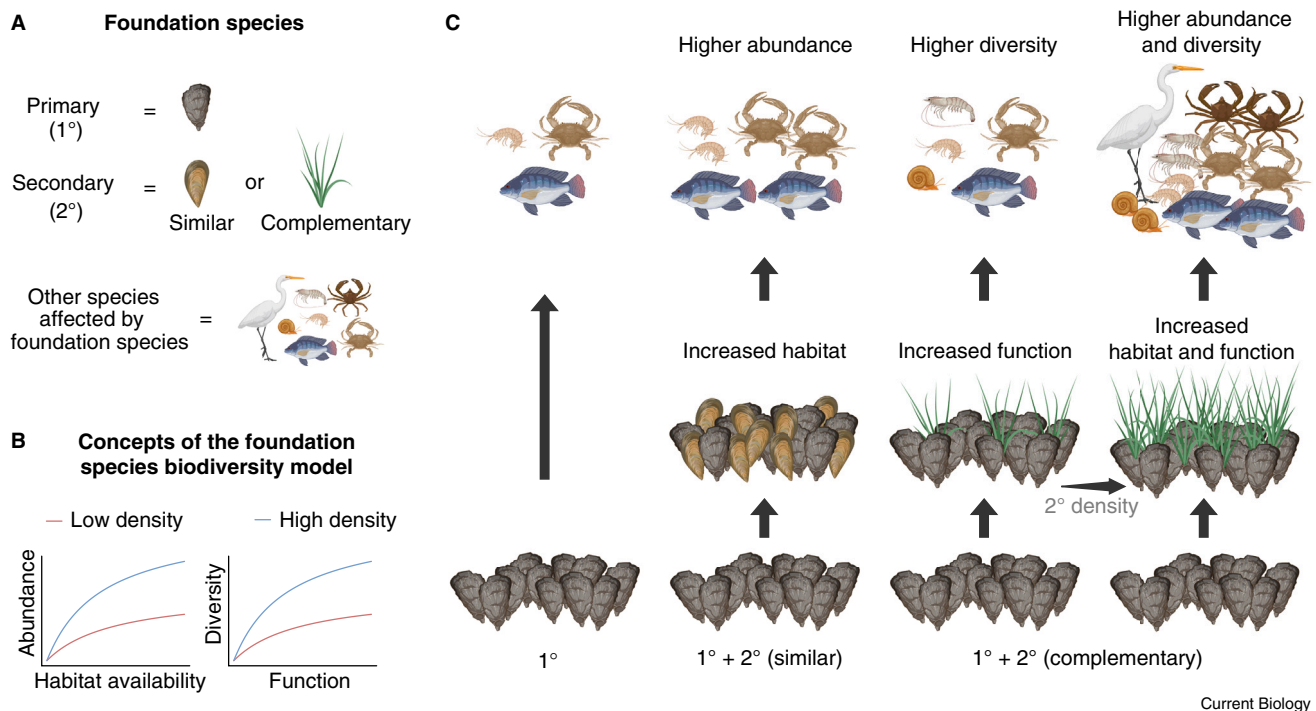 A
Foundation species
Primary
(1°)
=
Secondary
(2°)
=
or
Similar
Complementary
Other species
affected by
foundation species
=
B
Concepts of the foundation
species biodiversity model
Low density
High density
Abundance
Habitat availability
Diversity
Function
C
Higher abundance
Higher diversity
Higher abundance
and diversity
Increased habitat
Increased function
Increased
habitat and function
2° density
1°
1° + 2° (similar)
1° + 2° (complementary)
Current Biology